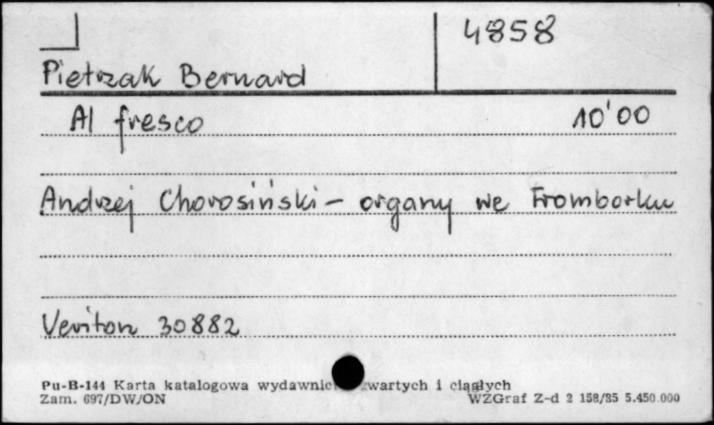 4858
Pietrzak Bernard
Al fresco 10'00
Andrzej Chorosiński - organy we Fromborku
Veriton 30882
Pu-B-144 Karta katalogowa wydawnic zwartych i ciągłych
Zam. 697/DW/ON WZGraf Z-d 2 158/85 5.450.000